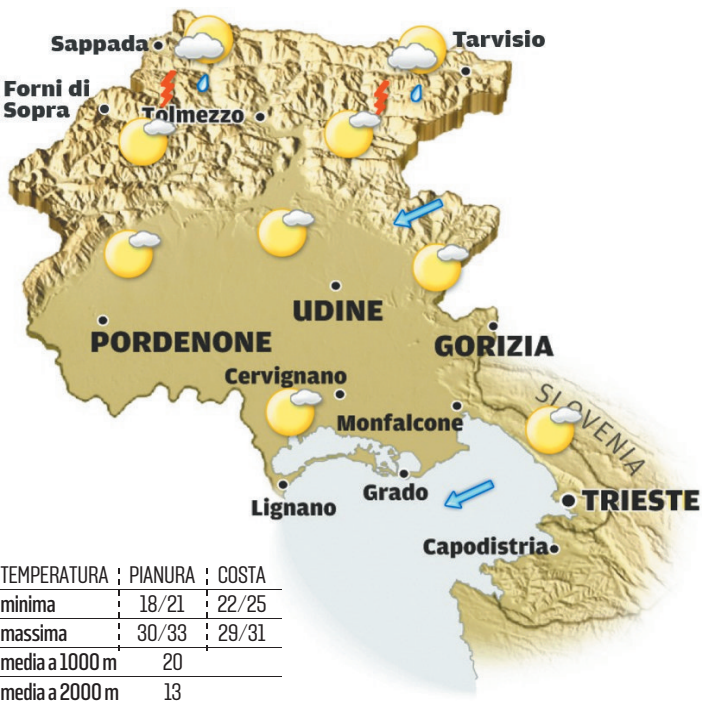 Sappada
Tarvisio
Forni di
Sopra
Tolmezzo
UDINE
PORDENONE
GORIZIA
Cervignano
SLOVENIA
Monfalcone
Grado
Lignano
TRIESTE
Capodistria
TEMPERATURA PIANURA COSTA
minima 18/21 22/25
massima 30/33 29/31
media a 1000 m 20
media a 2000 m 13